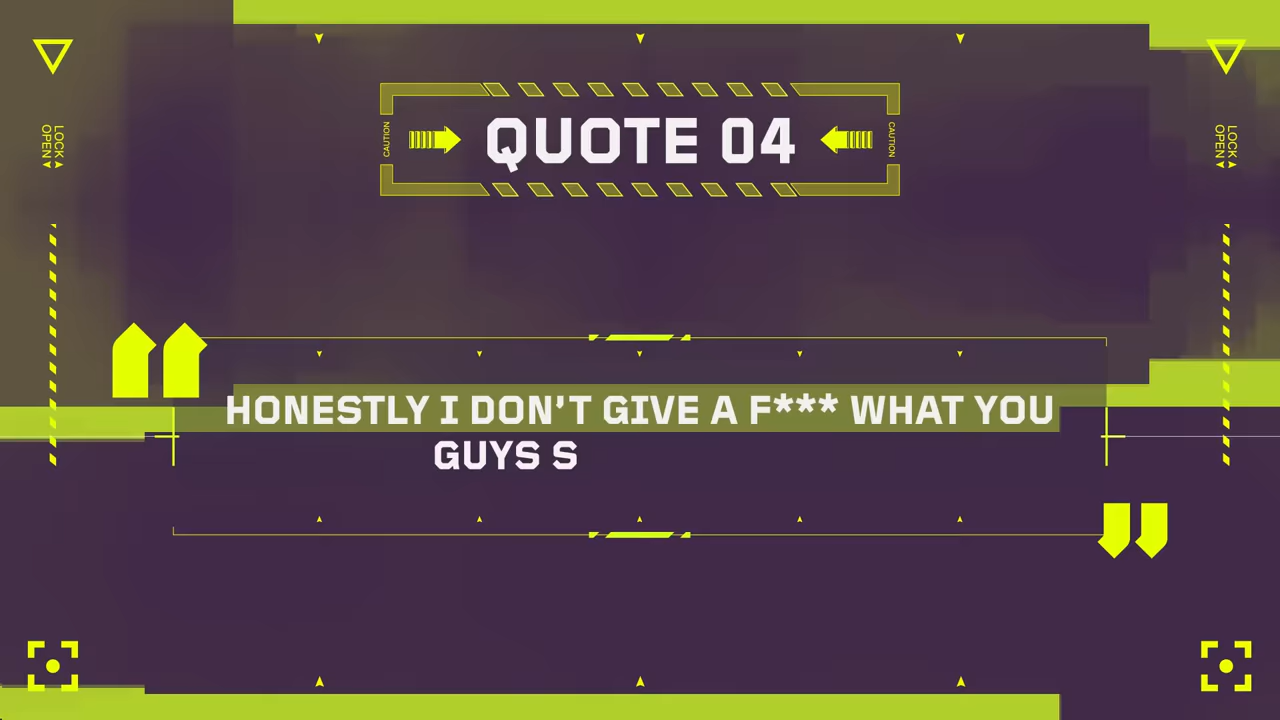 QUOTE 04
CAUTION
CAUTION
LOCK
OPEN
LOCK
OPEN
HONESTLY I DON'T GIVE A F*** WHAT YOU
GUYS S